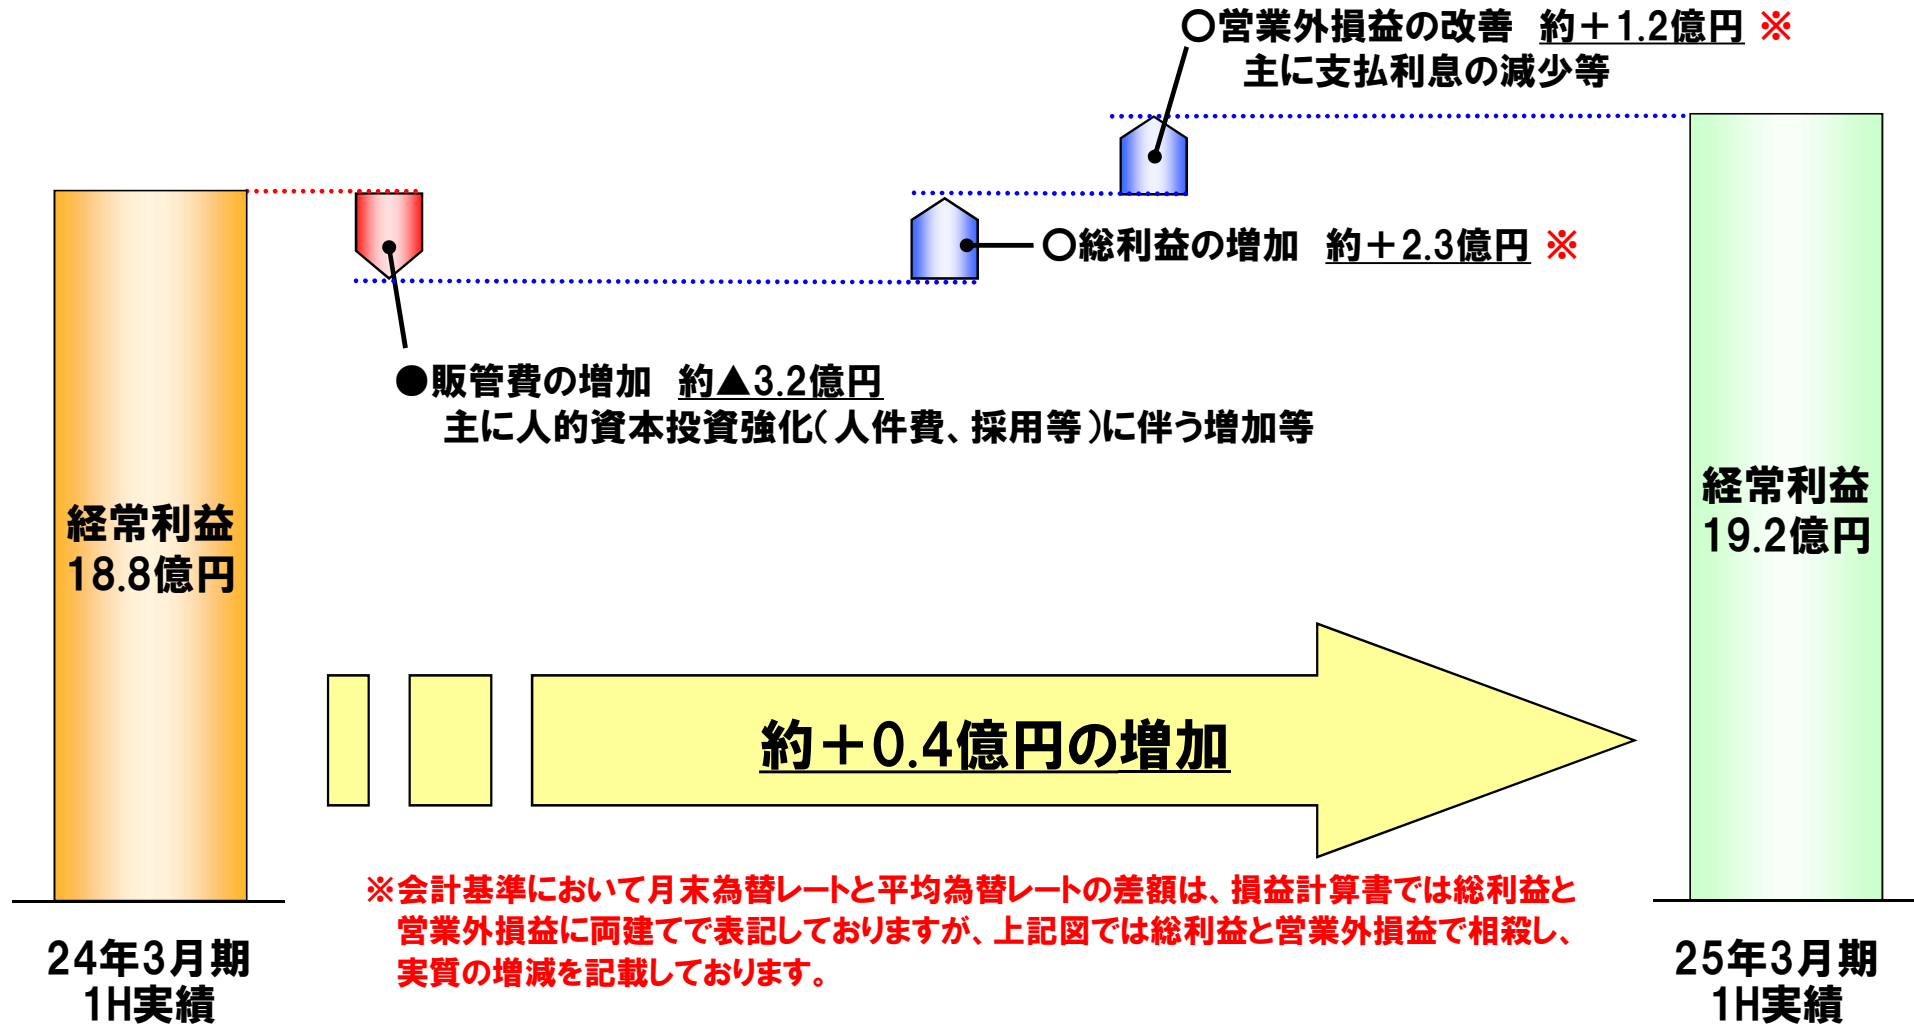 〇営業外損益の改善 約＋1.2億円 ※
主に支払利息の減少等
〇総利益の増加 約＋2.3億円 ※
●販管費の増加 約▲3.2億円
主に人的資本投資強化（人件費、採用等）に伴う増加等
経常利益
18.8億円
経常利益
19.2億円
約＋0.4億円の増加
※会計基準において月末為替レートと平均為替レートの差額は、損益計算書では総利益と
営業外損益に両建てで表記しておりますが、上記図では総利益と営業外損益で相殺し、
実質の増減を記載しております。
24年3月期
1H実績
25年3月期
1H実績